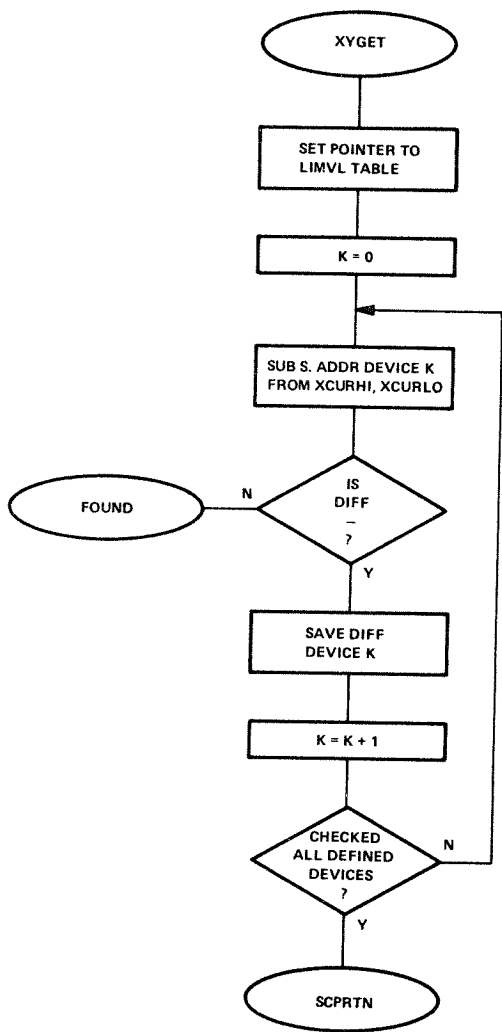 XYGET
SET POINTER TO
LIMVL TABLE
K = 0
SUB S. ADDR DEVICE K
FROM XCURHI, XCURLO
IS
DIFF
–
?
N
FOUND
Y
SAVE DIFF
DEVICE K
K = K + 1
CHECKED
ALL DEFINED
DEVICES
?
N
Y
SCPRTN